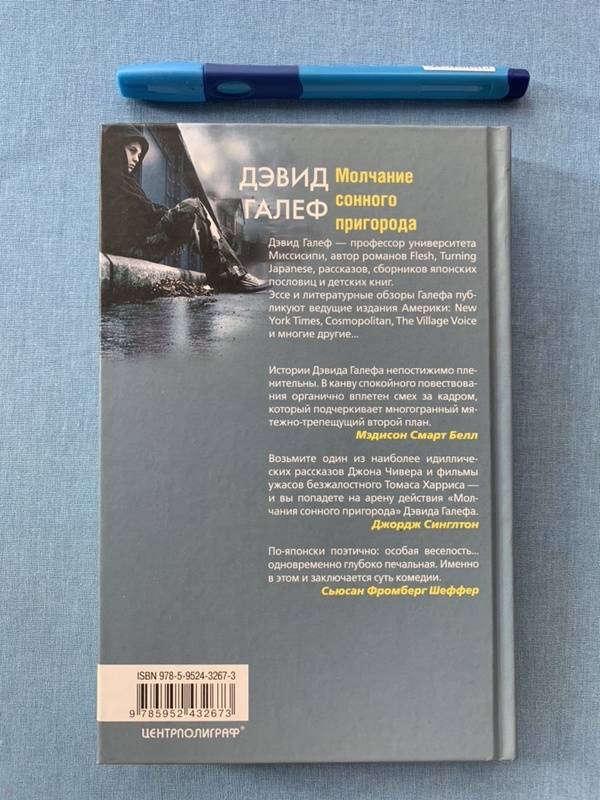 ДЭВИД
ГАЛЕФ
Молчание
сонного
пригорода
Дэвид Галеф — профессор университета
Миссисипи, автор романов Flesh, Turning
Japanese, рассказов, сборников японских
пословиц и детских книг.
Эссе и литературные обзоры Галефа пуб-
ликуют ведущие издания Америки: New
York Times, Cosmopolitan, The Village Voice
и многие другие...
Истории Дэвида Галефа непостижимо пле-
нительны. В канву спокойного повествова-
ния органично вплетен смех за кадром,
который подчеркивает многогранный мя-
тежно-трепещущий второй план.
Мэдисон Смарт Белл
Возьмите один из наиболее идилличе-
ских рассказов Джона Чивера и фильмы
ужасов безжалостного Томаса Харриса —
и вы попадете на арену действия «Мол-
чания сонного пригорода» Дэвида Галефа.
Джордж Синглтон
По-японски поэтично: особая веселость...
одновременно глубоко печальная. Именно
в этом и заключается суть комедии.
Сьюсан Фромберг Шеффер
ISBN 978-5-9524-3267-3
9 785952 432673
ЦЕНТРПОЛИГРАФ®